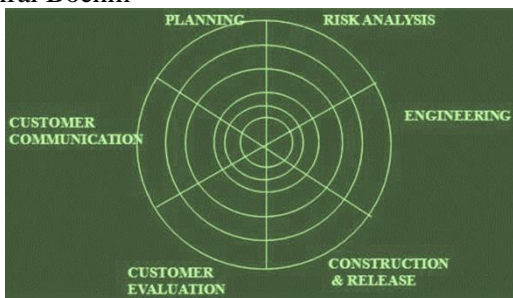 PLANNING
RISK ANALYSIS
ENGINEERING
CUSTOMER
COMMUNICATION
CONSTRUCTION
& RELEASE
CUSTOMER
EVALUATION